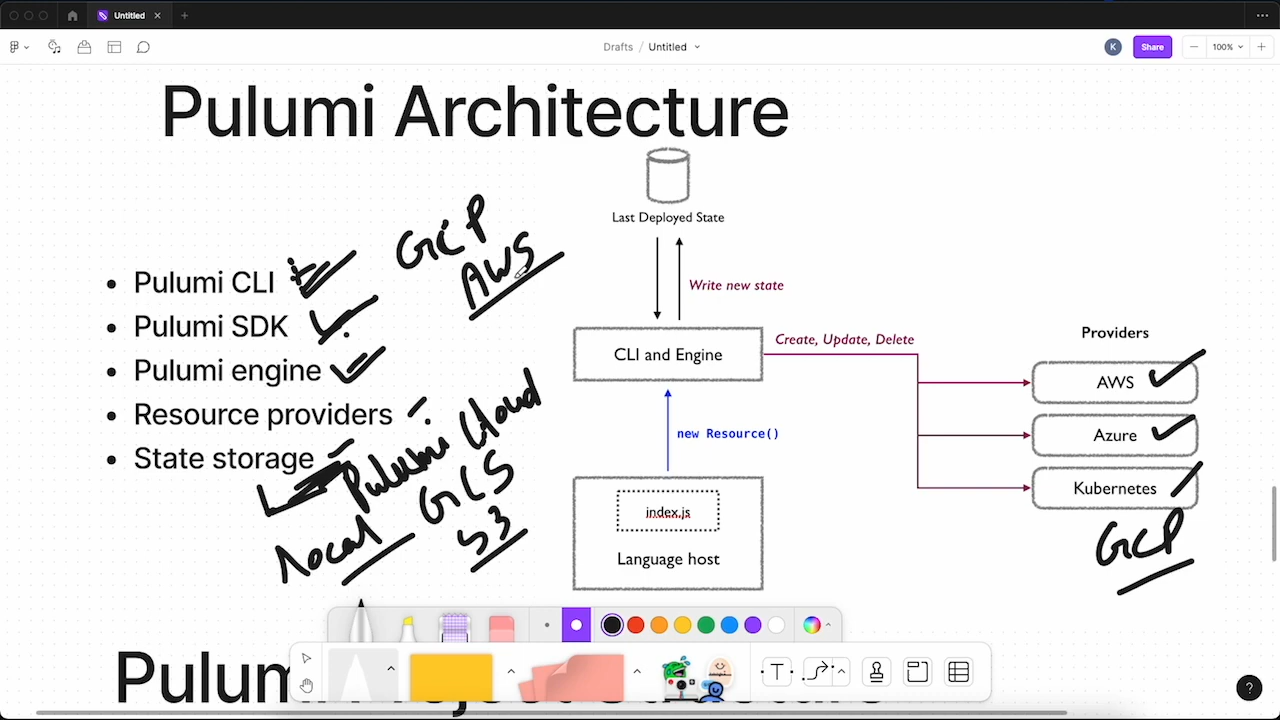 Untitled
Drafts / Untitled
K
Share
100%
Pulumi Architecture
Last Deployed State
GCP
AWS
Write new state
• Pulumi CLI
• Pulumi SDK
• Pulumi engine
• Resource providers
• State storage
Providers
CLI and Engine
Create, Update, Delete
AWS
Azure
Kubernetes
GCP
new Resource()
Pulumi Cloud
GCS
local
S3
index.js
Language host
?